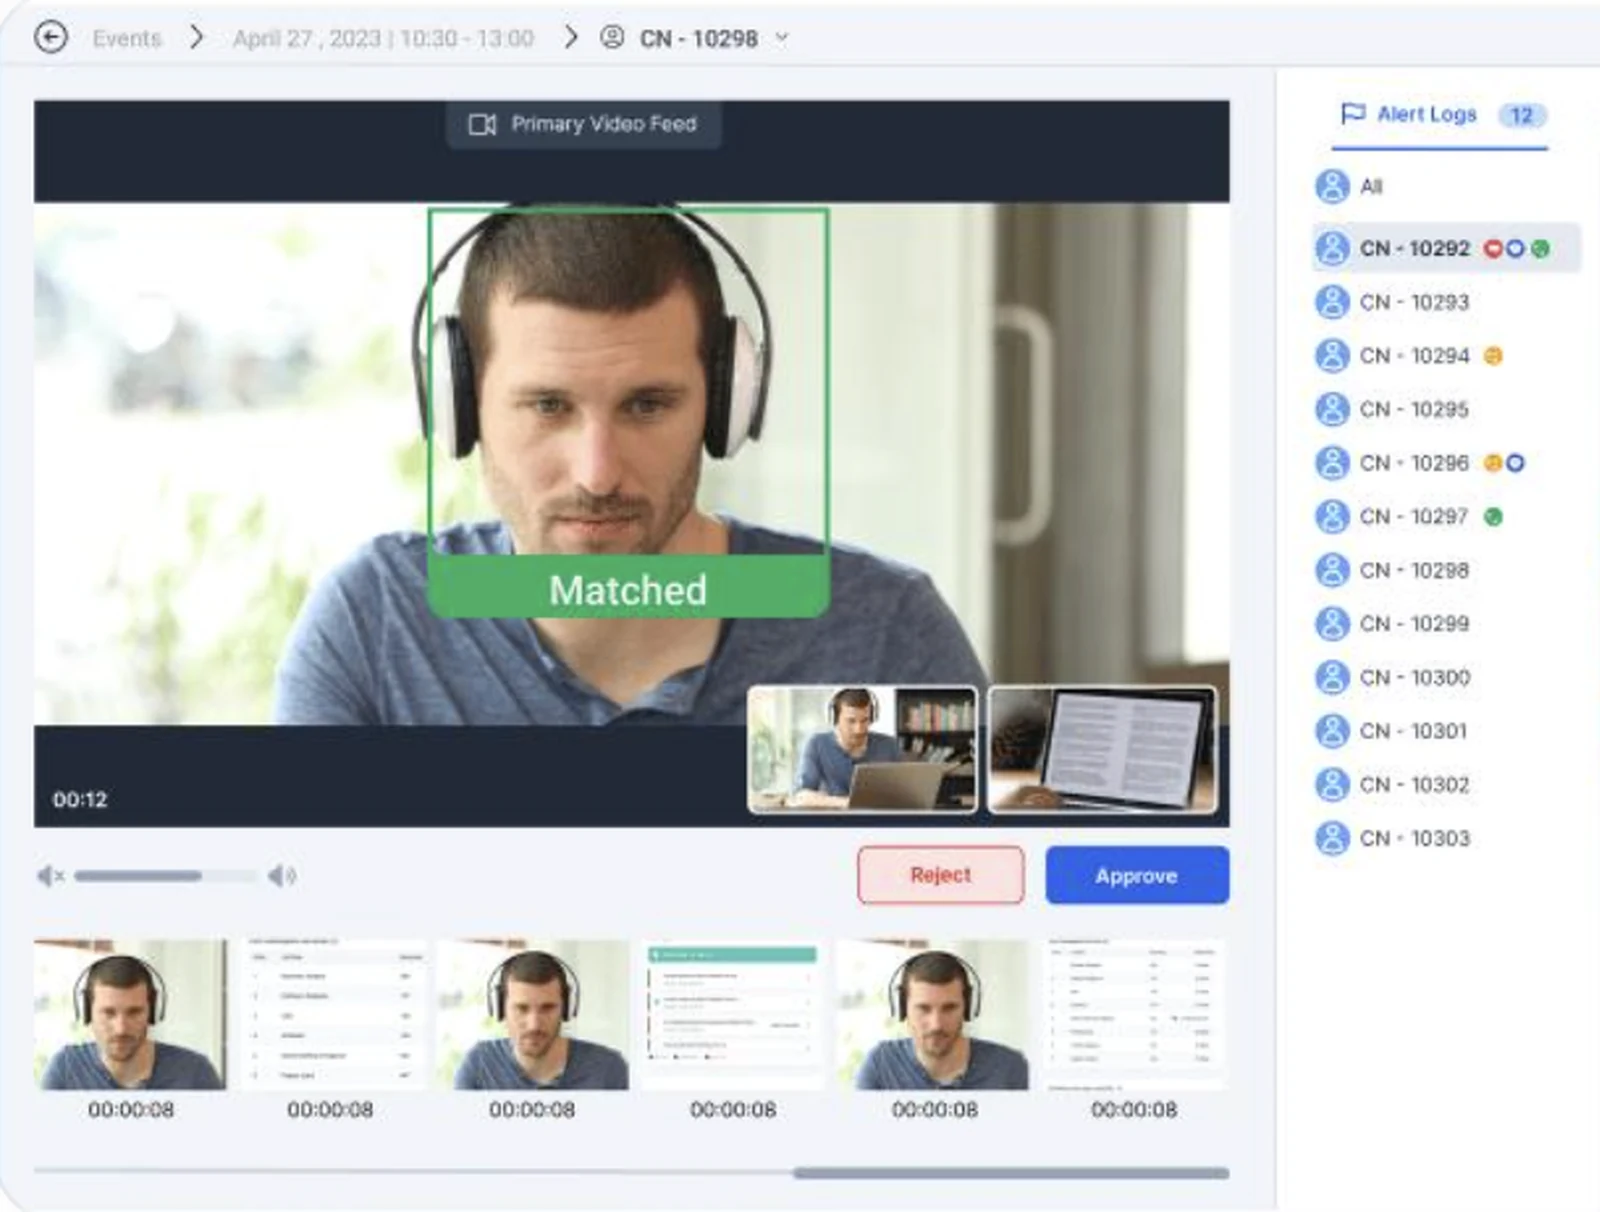 Events > April 27 , 2023 | 10:30 - 13:00 > CN - 10298
Primary Video Feed
Matched
00:12
Reject
Approve
00:00:08
00:00:08
00:00:08
00:00:08
00:00:08
00:00:08
Alert Logs 12
All
CN - 10292
CN - 10293
CN - 10294
CN - 10295
CN - 10296
CN - 10297
CN - 10298
CN - 10299
CN - 10300
CN - 10301
CN - 10302
CN - 10303